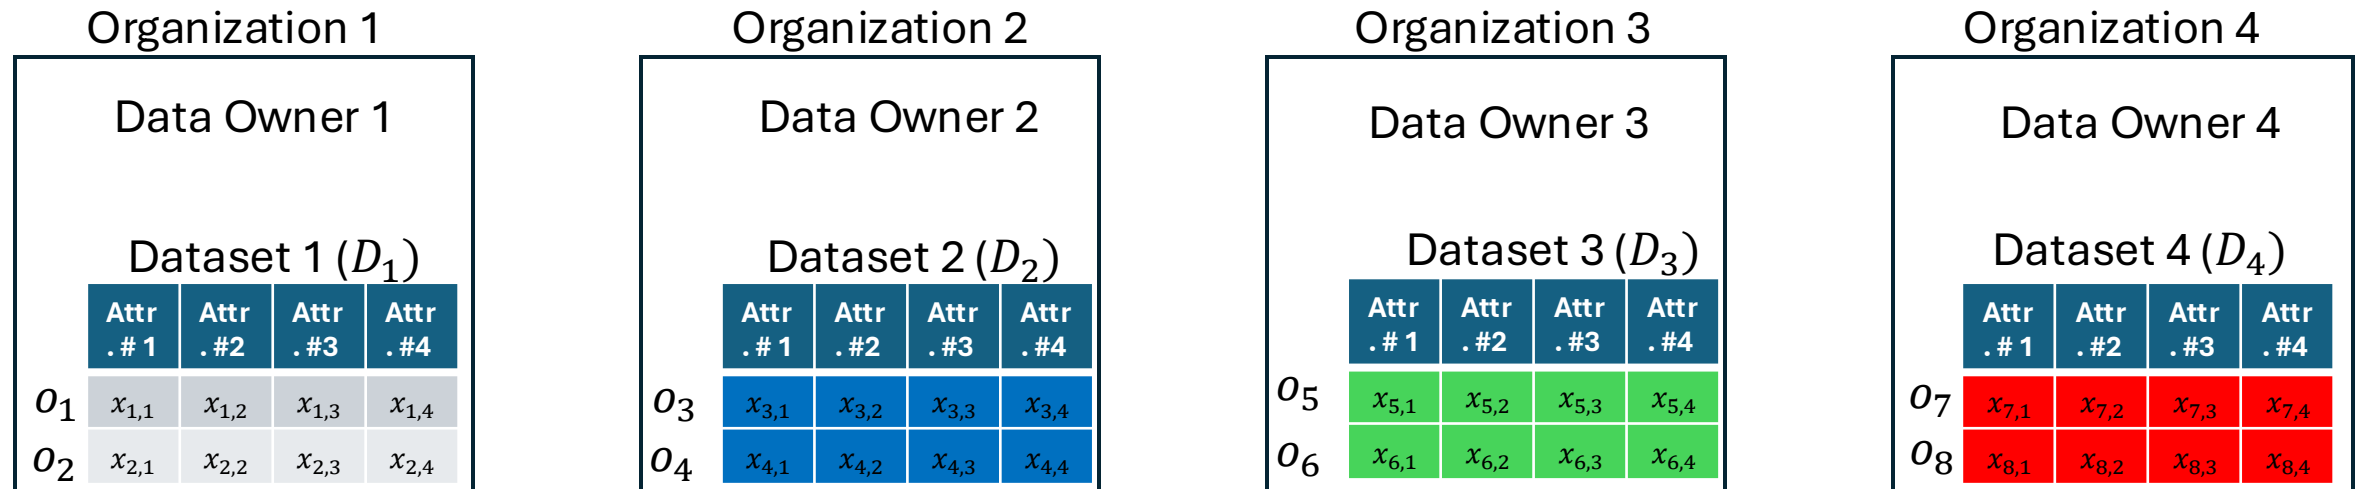 Organization 1
Organization 2
Organization 3
Organization 4
Data Owner 1
Data Owner 2
Data Owner 3
Data Owner 4
Dataset 1 (D₁)
Attr . # 1 Attr . #2 Attr . #3 Attr . #4
o₁ x₁,₁ x₁,₂ x₁,₃ x₁,₄
o₂ x₂,₁ x₂,₂ x₂,₃ x₂,₄
Dataset 2 (D₂)
Attr . # 1 Attr . #2 Attr . #3 Attr . #4
o₃ x₃,₁ x₃,₂ x₃,₃ x₃,₄
o₄ x₄,₁ x₄,₂ x₄,₃ x₄,₄
Dataset 3 (D₃)
Attr . # 1 Attr . #2 Attr . #3 Attr . #4
o₅ x₅,₁ x₅,₂ x₅,₃ x₅,₄
o₆ x₆,₁ x₆,₂ x₆,₃ x₆,₄
Dataset 4 (D₄)
Attr . # 1 Attr . #2 Attr . #3 Attr . #4
o₇ x₇,₁ x₇,₂ x₇,₃ x₇,₄
o₈ x₈,₁ x₈,₂ x₈,₃ x₈,₄